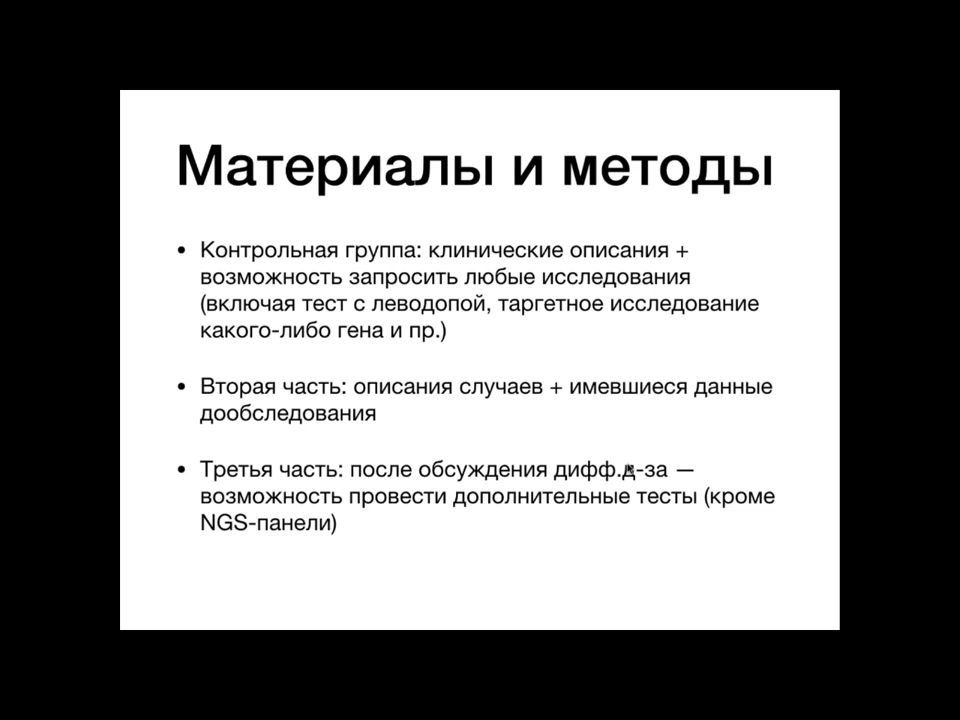 Материалы и методы
• Контрольная группа: клинические описания +
возможность запросить любые исследования
(включая тест с леводопой, таргетное исследование
какого-либо гена и пр.)
• Вторая часть: описания случаев + имевшиеся данные
дообследования
• Третья часть: после обсуждения дифф.д-за —
возможность провести дополнительные тесты (кроме
NGS-панели)